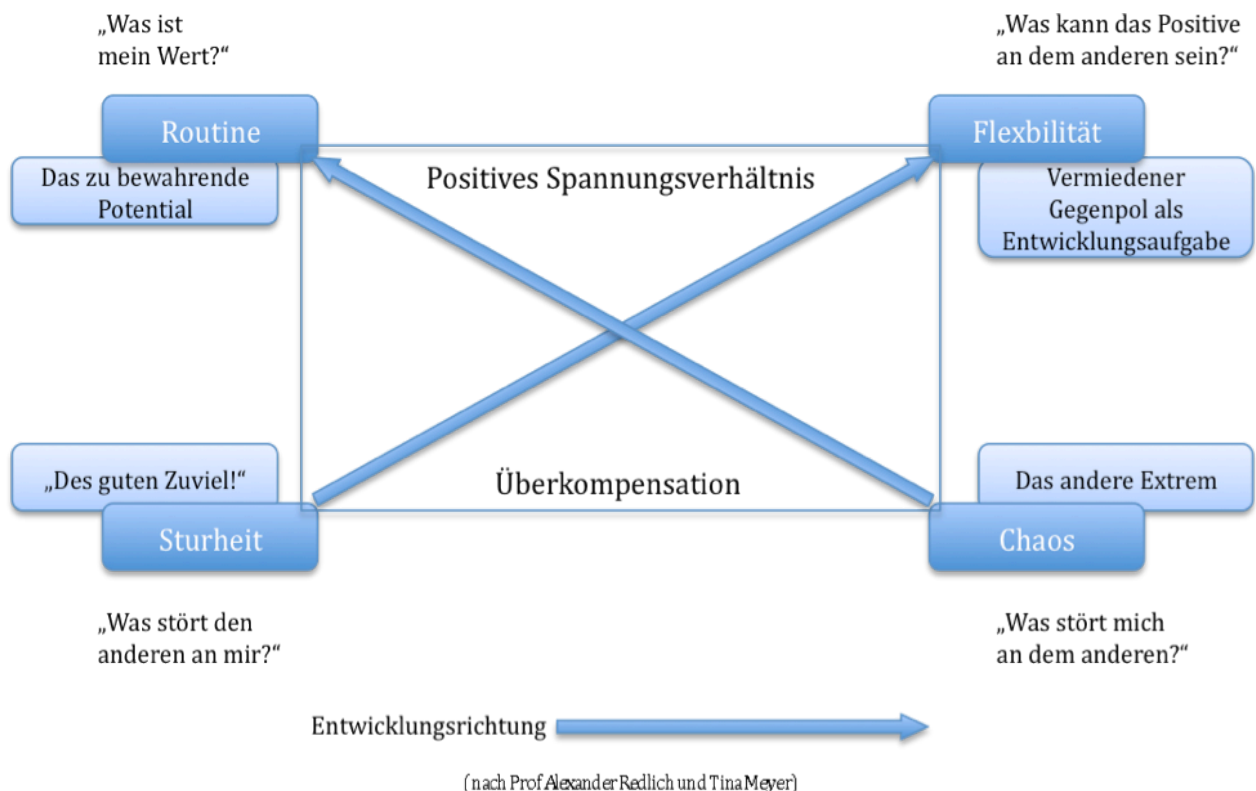 „Was ist
mein Wert?“
„Was kann das Positive
an dem anderen sein?“
Routine
Flexbilität
Das zu bewahrende
Potential
Positives Spannungsverhältnis
Vermiedener
Gegenpol als
Entwicklungsaufgabe
„Des guten Zuviel!“
Überkompensation
Das andere Extrem
Sturheit
Chaos
„Was stört den
anderen an mir?“
„Was stört mich
an dem anderen?“
Entwicklungsrichtung
(nach Prof Alexander Redlich und Tina Meyer)